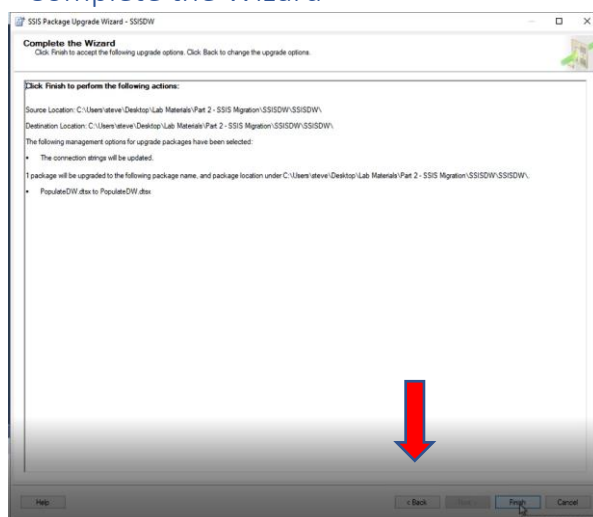 Complete the Wizard
SSIS Package Upgrade Wizard - SSISDW
Complete the Wizard
Click Finish to accept the following upgrade options. Click Back to change the upgrade options.
Click Finish to perform the following actions:
Source Location: C:\Users\steve\Desktop\Lab Materials\Part 2 - SSIS Migration\SSISDW\SSISDW\.
Destination Location: C:\Users\steve\Desktop\Lab Materials\Part 2 - SSIS Migration\SSISDW\SSISDW\.
The following management options for upgrade packages have been selected:
• The connection strings will be updated.
1 package will be upgraded to the following package name, and package location under C:\Users\steve\Desktop\Lab Materials\Part 2 - SSIS Migration\SSISDW\SSISDW\.
• PopulateDW.dtsx to PopulateDW.dtsx
Help < Back Next > Finish Cancel